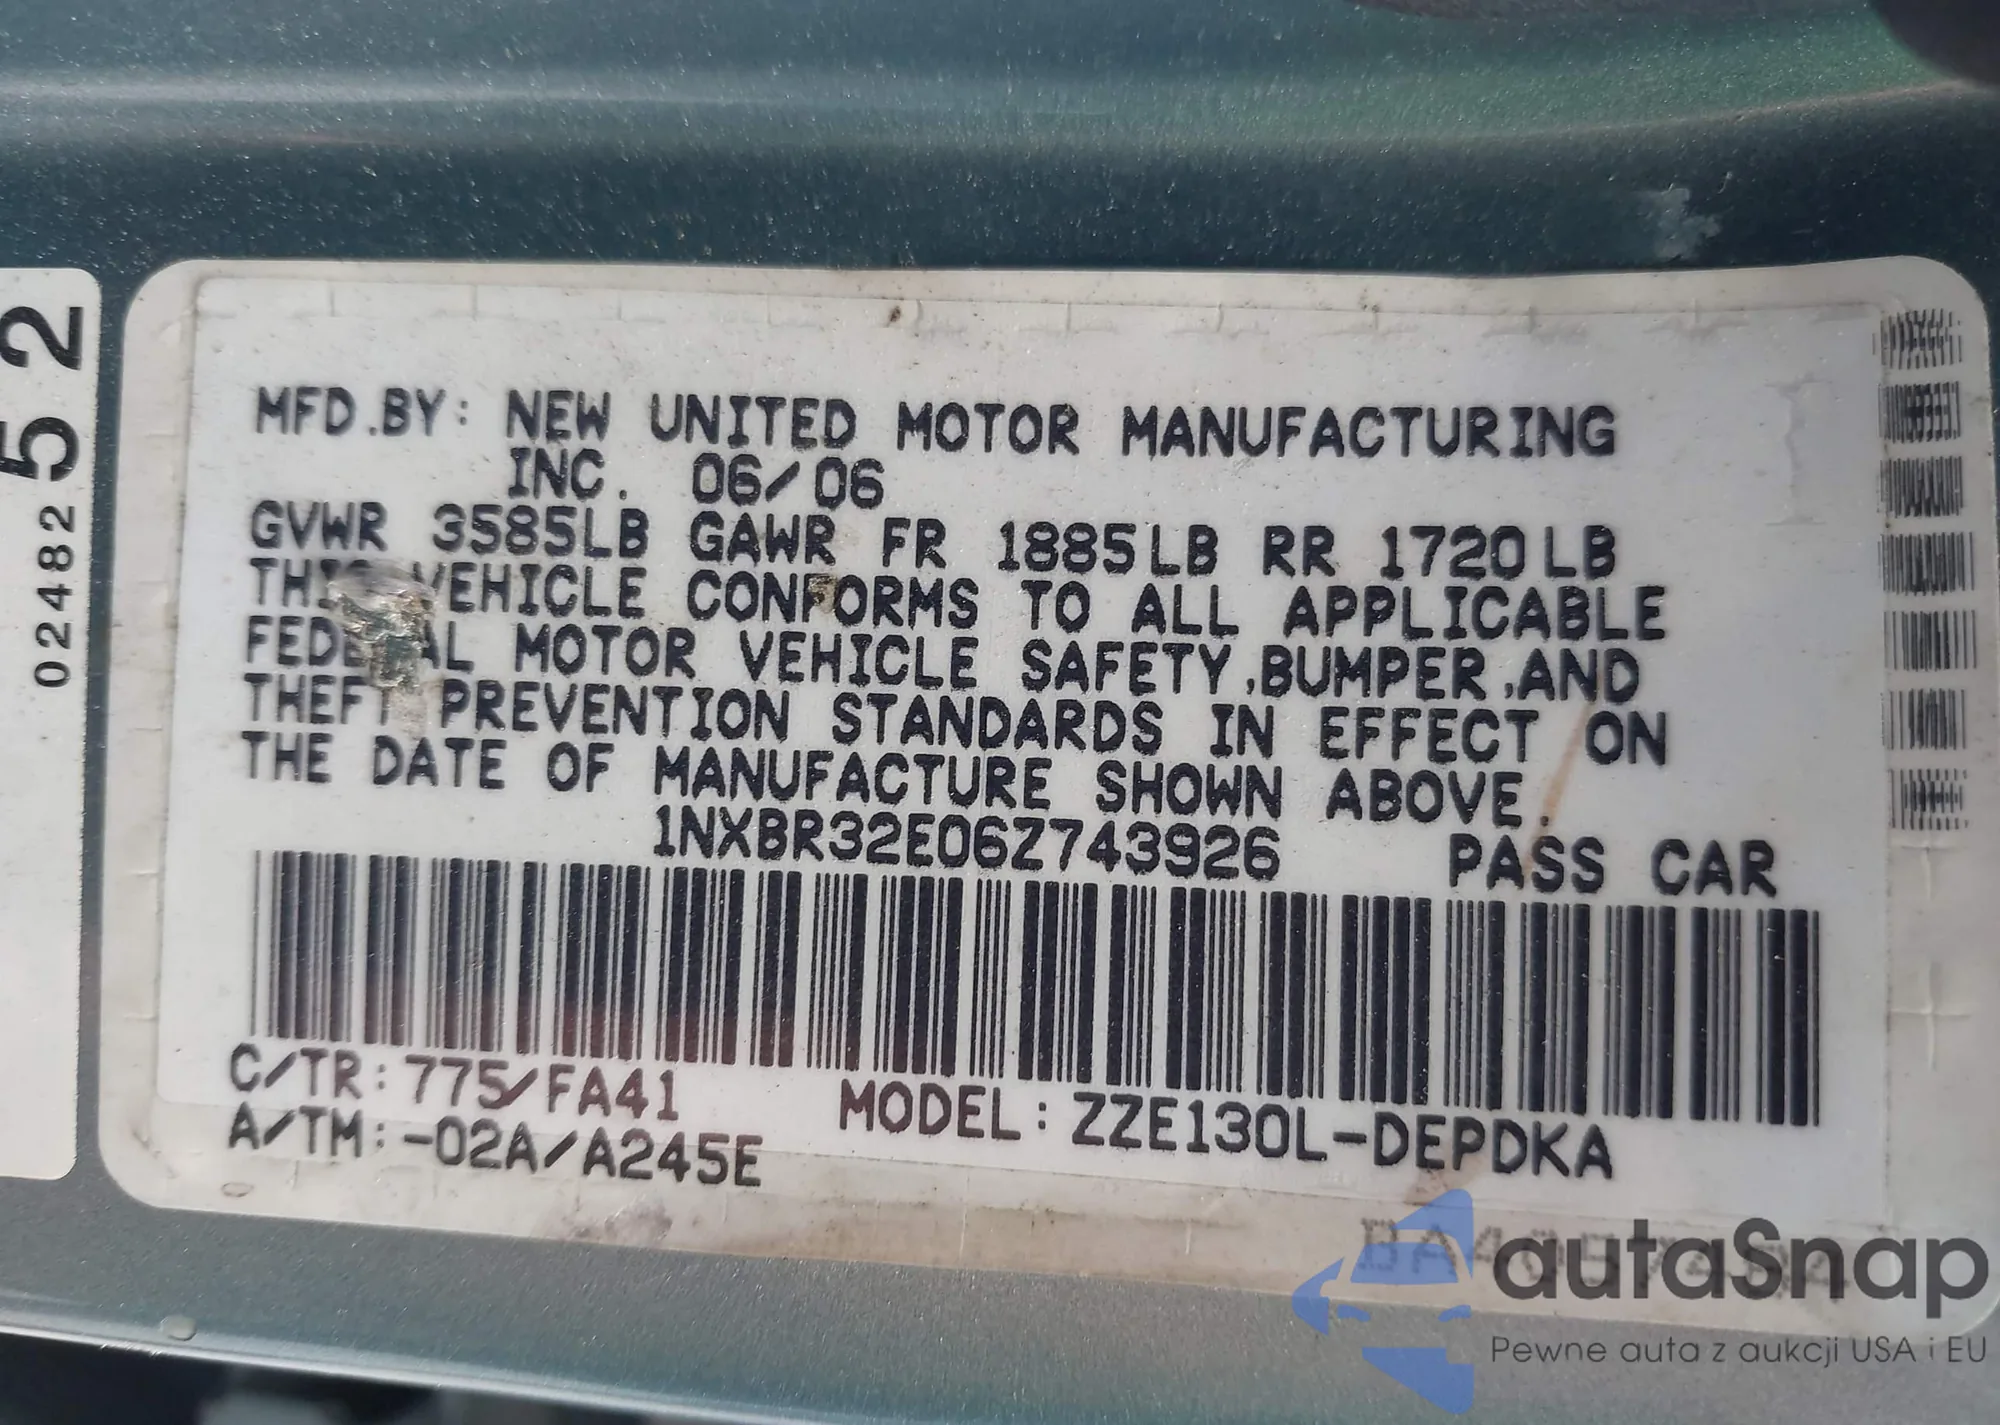 52
02482
MFD.BY: NEW UNITED MOTOR MANUFACTURING
INC. 06/06
GVWR 3585LB GAWR FR 1885LB RR 1720LB
THIS VEHICLE CONFORMS TO ALL APPLICABLE
FEDERAL MOTOR VEHICLE SAFETY,BUMPER,AND
THEFT PREVENTION STANDARDS IN EFFECT ON
THE DATE OF MANUFACTURE SHOWN ABOVE.
1NXBR32E06Z743926 PASS CAR
C/TR:775/FA41 MODEL:ZZE130L-DEPDKA
A/TM:-02A/A245E
autaSnap
Pewne auta z aukcji USA i EU